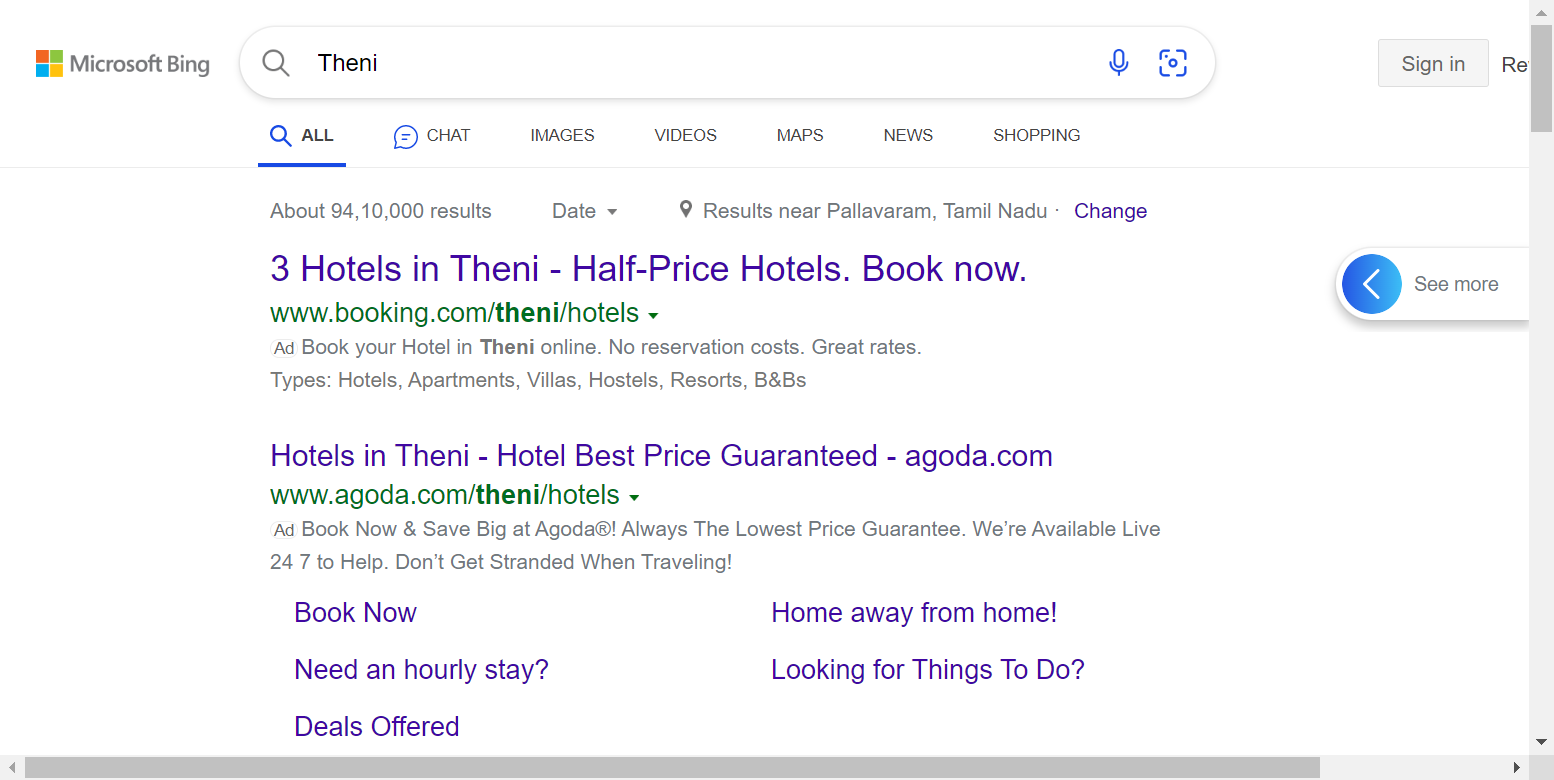 Microsoft Bing
Theni
Sign in
Re
ALL
CHAT
IMAGES
VIDEOS
MAPS
NEWS
SHOPPING
About 94,10,000 results
Date
Results near Pallavaram, Tamil Nadu · Change
3 Hotels in Theni - Half-Price Hotels. Book now.
www.booking.com/theni/hotels
Ad Book your Hotel in Theni online. No reservation costs. Great rates.
Types: Hotels, Apartments, Villas, Hostels, Resorts, B&Bs
See more
Hotels in Theni - Hotel Best Price Guaranteed - agoda.com
www.agoda.com/theni/hotels
Ad Book Now & Save Big at Agoda®! Always The Lowest Price Guarantee. We’re Available Live
24 7 to Help. Don’t Get Stranded When Traveling!
Book Now
Home away from home!
Need an hourly stay?
Looking for Things To Do?
Deals Offered